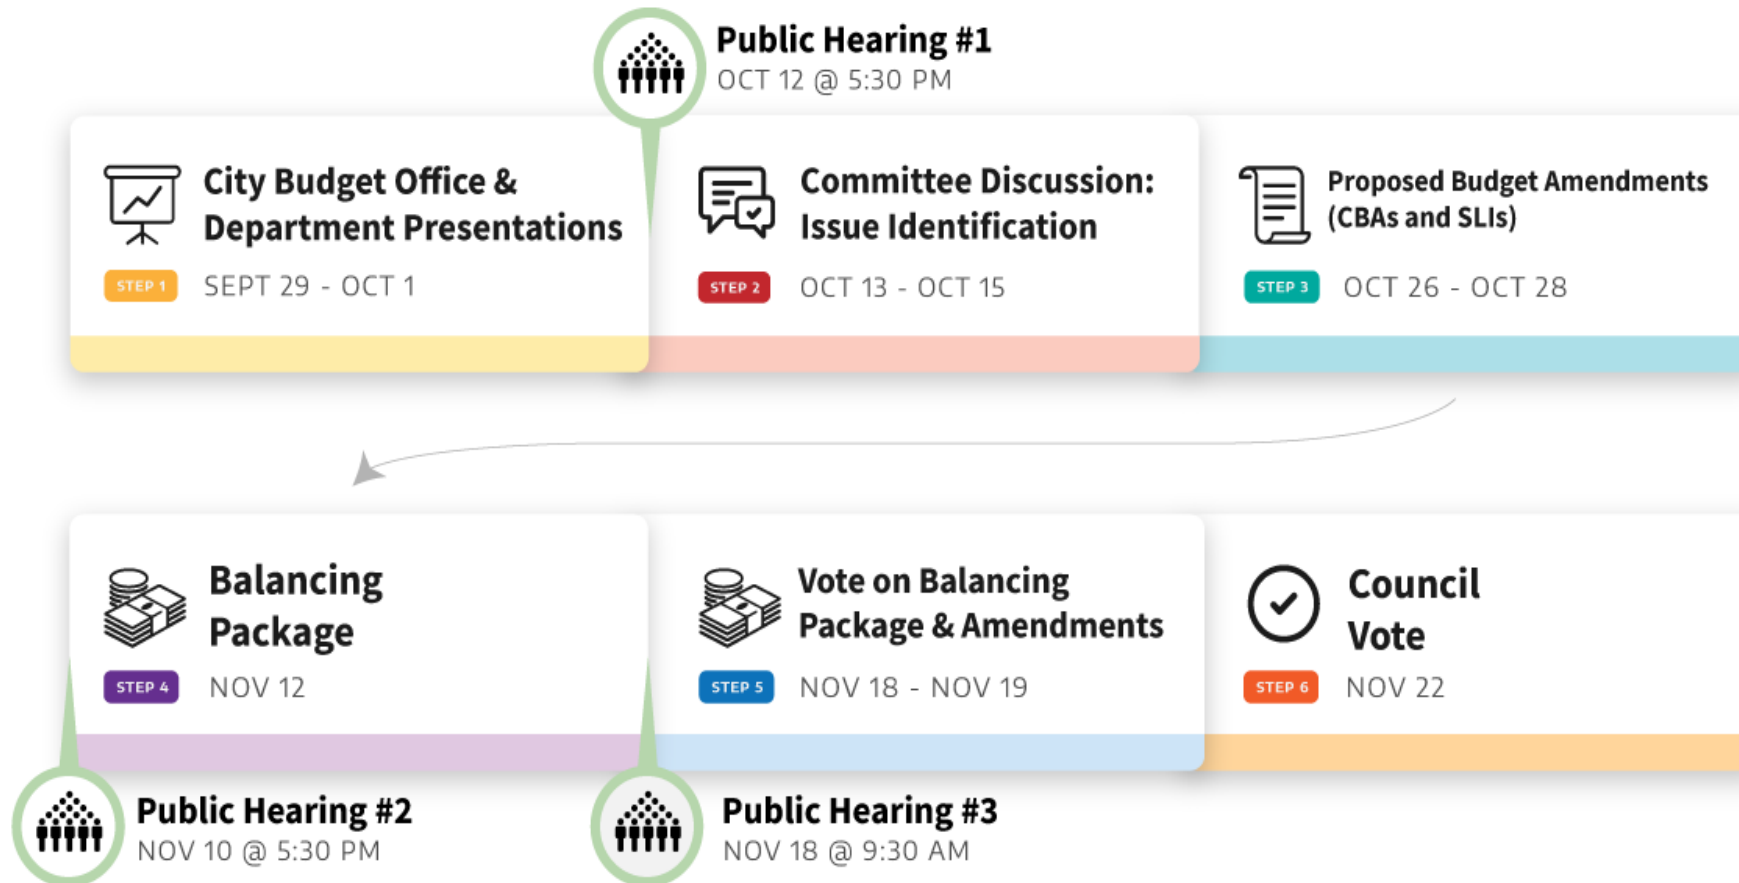 Public Hearing #1
OCT 12 @ 5:30 PM
City Budget Office &
Department Presentations
STEP 1
SEPT 29 - OCT 1
Committee Discussion:
Issue Identification
STEP 2
OCT 13 - OCT 15
Proposed Budget Amendments
(CBAs and SLIs)
STEP 3
OCT 26 - OCT 28
Balancing
Package
STEP 4
NOV 12
Vote on Balancing
Package & Amendments
STEP 5
NOV 18 - NOV 19
Council
Vote
STEP 6
NOV 22
Public Hearing #2
NOV 10 @ 5:30 PM
Public Hearing #3
NOV 18 @ 9:30 AM